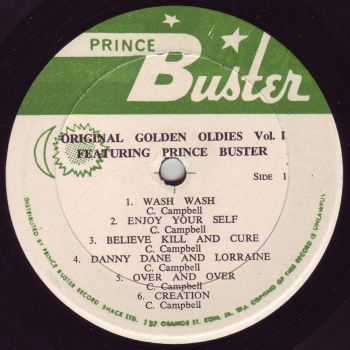 PRINCE
Buster
ORIGINAL GOLDEN OLDIES Vol. I
FEATURING PRINCE BUSTER
SIDE 1
1. WASH WASH
C. Campbell
2. ENJOY YOUR SELF
C. Campbell
3. BELIEVE KILL AND CURE
C. Campbell
4. DANNY DANE AND LORRAINE
C. Campbell
5. OVER AND OVER
C. Campbell
6. CREATION
C. Campbell
DISTRIBUTED BY PRINCE BUSTER RECORD SHACK LTD. 127 ORANGE ST. KGN. JA. COPYING OF THIS RECORD IS UNLAWFUL